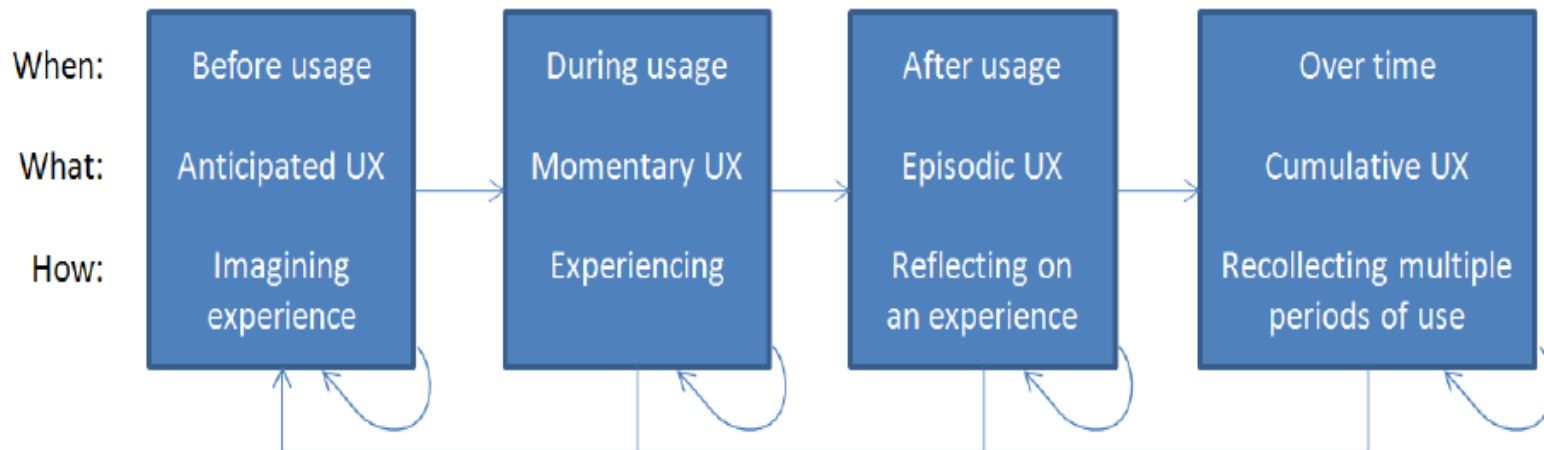 When: Before usage During usage After usage Over time
What: Anticipated UX Momentary UX Episodic UX Cumulative UX
How: Imagining Experiencing Reflecting on Recollecting multiple
experience an experience periods of use